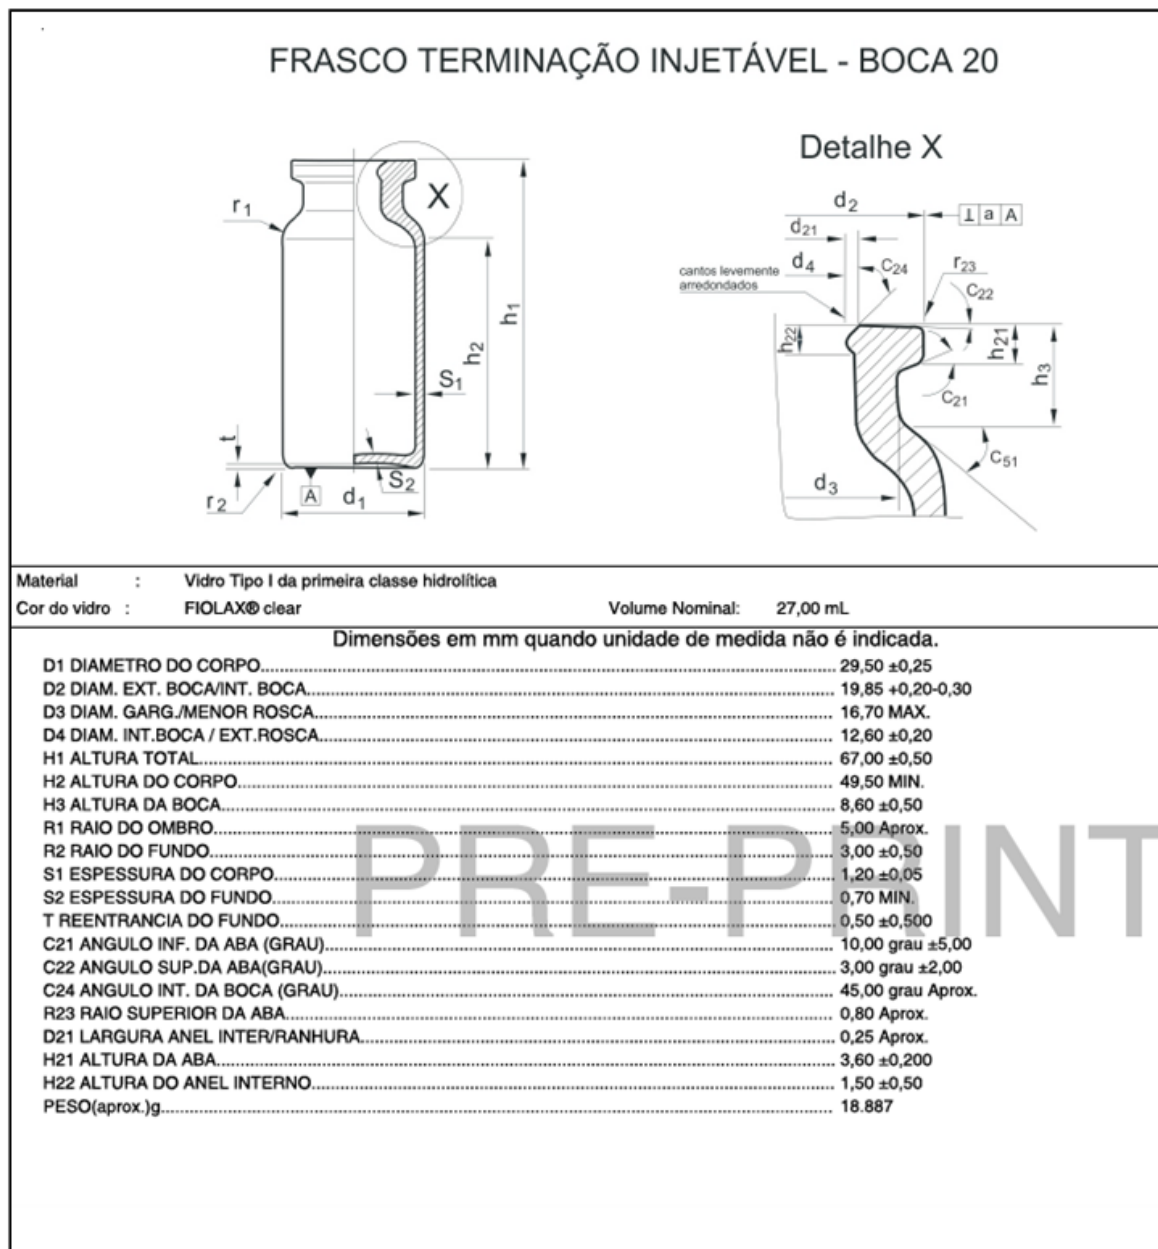 FRASCO TERMINAÇÃO INJETÁVEL - BOCA 20
Detalhe X
X
r1
h1
h2
S1
t
S2
r2
A
d1
d2
⊥ a A
d21
d4
C24
r23
C22
cantos levemente
arredondados
h22
h21
h3
C21
C51
d3
Material : Vidro Tipo I da primeira classe hidrolítica
Cor do vidro : FIOLAX® clear Volume Nominal: 27,00 mL
Dimensões em mm quando unidade de medida não é indicada.
D1 DIAMETRO DO CORPO 29,50 ±0,25
D2 DIAM. EXT. BOCA/INT. BOCA 19,85 +0,20-0,30
D3 DIAM. GARG./MENOR ROSCA 16,70 MAX.
D4 DIAM. INT.BOCA / EXT.ROSCA 12,60 ±0,20
H1 ALTURA TOTAL 67,00 ±0,50
H2 ALTURA DO CORPO 49,50 MIN.
H3 ALTURA DA BOCA 8,60 ±0,50
R1 RAIO DO OMBRO 5,00 Aprox.
R2 RAIO DO FUNDO 3,00 ±0,50
S1 ESPESSURA DO CORPO 1,20 ±0,05
S2 ESPESSURA DO FUNDO 0,70 MIN.
T REENTRANCIA DO FUNDO 0,50 ±0,500
C21 ANGULO INF. DA ABA (GRAU) 10,00 grau ±5,00
C22 ANGULO SUP.DA ABA(GRAU) 3,00 grau ±2,00
C24 ANGULO INT. DA BOCA (GRAU) 45,00 grau Aprox.
R23 RAIO SUPERIOR DA ABA 0,80 Aprox.
D21 LARGURA ANEL INTER/RANHURA 0,25 Aprox.
H21 ALTURA DA ABA 3,60 ±0,200
H22 ALTURA DO ANEL INTERNO 1,50 ±0,50
PESO(aprox.)g 18.887
PRE-PRINT